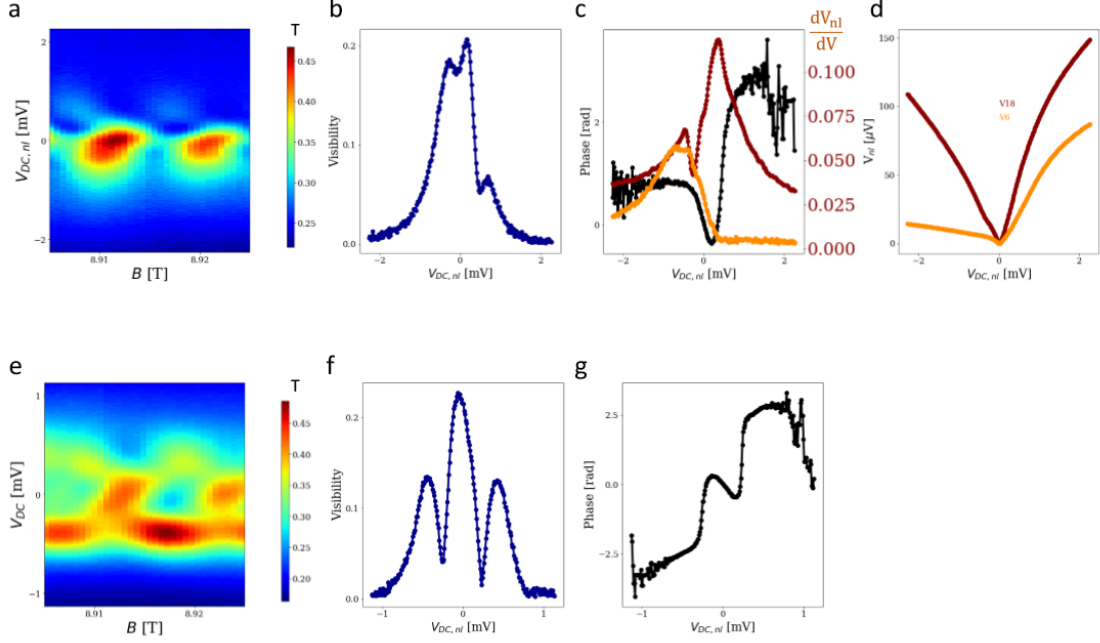 a
T
V_DC, nl [mV]
2
0
−2
8.91
8.92
B [T]
0.45
0.40
0.35
0.30
0.25
b
Visibility
0.2
0.1
0.0
−2
0
2
V_DC, nl [mV]
c
Phase [rad]
2
0
−2
0
2
V_DC, nl [mV]
dV_nl
dV
0.100
0.075
0.050
0.025
0.000
d
V_nl [μV]
150
100
50
0
V18
V6
−2
0
2
V_DC, nl [mV]
e
T
V_DC [mV]
1
0
−1
8.91
8.92
B [T]
0.45
0.40
0.35
0.30
0.25
0.20
f
Visibility
0.2
0.1
0.0
−1
0
1
V_DC, nl [mV]
g
Phase [rad]
2.5
0.0
−2.5
−1
0
1
V_DC, nl [mV]